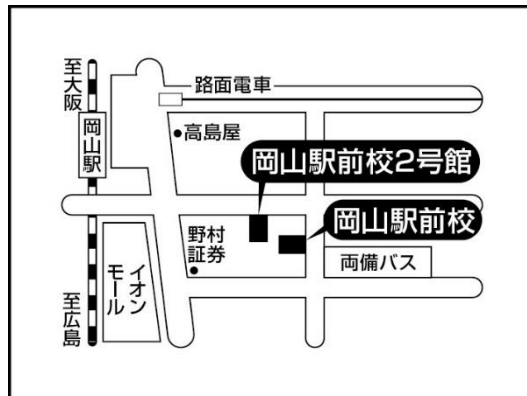 至大阪
岡山駅
至広島
路面電車
高島屋
岡山駅前校2号館
岡山駅前校
野村
証券
両備バス
イオン
モール